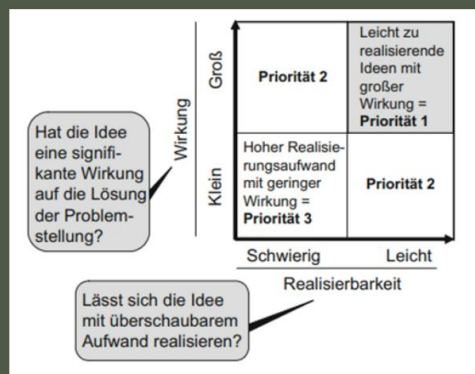 Hat die Idee
eine signifi-
kante Wirkung
auf die Lösung
der Problem-
stellung?
Wirkung
Groß
Klein
Priorität 2
Leicht zu
realisierende
Ideen mit
großer
Wirkung =
Priorität 1
Hoher Realisie-
rungsaufwand
mit geringer
Wirkung =
Priorität 3
Priorität 2
Schwierig
Leicht
Realisierbarkeit
Lässt sich die Idee
mit überschaubarem
Aufwand realisieren?